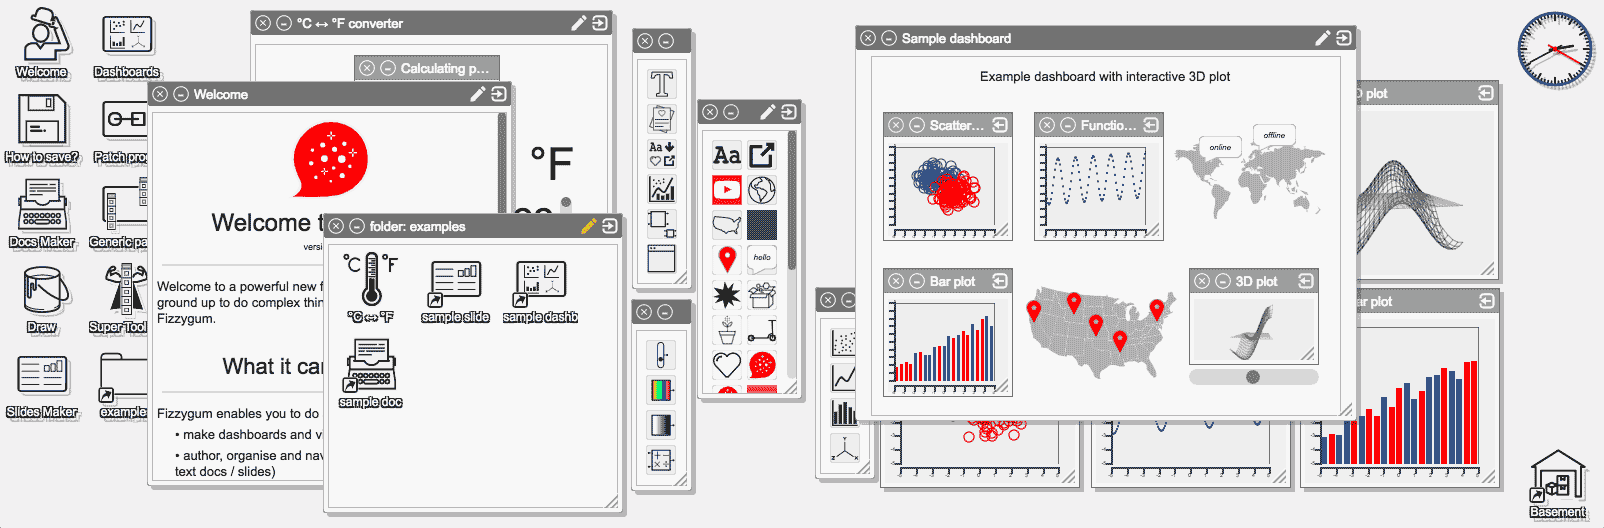 Welcome
Dashboards
How to save?
Patch pro
Docs Maker
Generic pa
Draw
Super Tool
Slides Maker
example
°C ↔ °F converter
Calculating p...
°F
Welcome
Welcome t
versi
Welcome to a powerful new f
ground up to do complex thin
Fizzygum.
What it ca
Fizzygum enables you to do
• make dashboards and v
• author, organise and nav
text docs / slides)
folder: examples
°C °F
°C↔°F
sample slide
sample dashb
sample doc
T
Aa
Aa
hello
Sample dashboard
Example dashboard with interactive 3D plot
Scatter...
Functio...
online
offline
Bar plot
3D plot
D plot
ar plot
Y
Z X
Basement